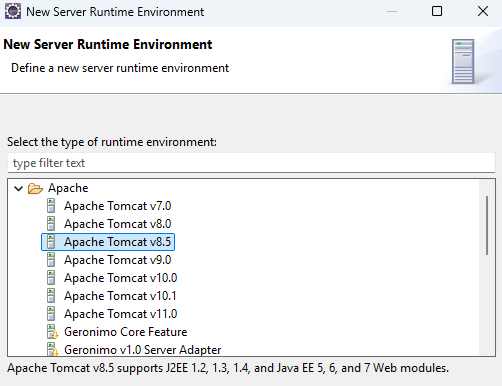 New Server Runtime Environment
New Server Runtime Environment
Define a new server runtime environment
Select the type of runtime environment:
type filter text
Apache
Apache Tomcat v7.0
Apache Tomcat v8.0
Apache Tomcat v8.5
Apache Tomcat v9.0
Apache Tomcat v10.0
Apache Tomcat v10.1
Apache Tomcat v11.0
Geronimo Core Feature
Geronimo v1.0 Server Adapter
Apache Tomcat v8.5 supports J2EE 1.2, 1.3, 1.4, and Java EE 5, 6, and 7 Web modules.